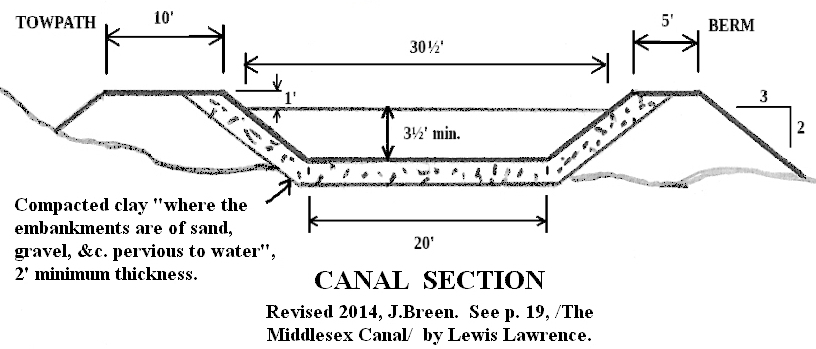 TOWPATH
10'
30½'
5'
BERM
1'
3½' min.
3
2
Compacted clay "where the
embankments are of sand,
gravel, &c. pervious to water",
2' minimum thickness.
20'
CANAL SECTION
Revised 2014, J.Breen. See p. 19, /The
Middlesex Canal/ by Lewis Lawrence.